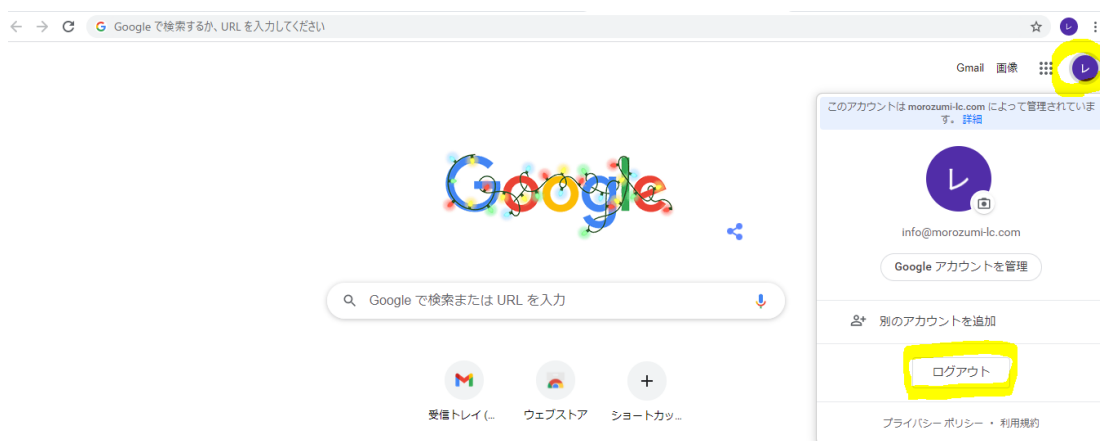 Google で検索するか、URL を入力してください
レ
Gmail 画像
レ
このアカウントは morozumi-lc.com によって管理されていま
す。 詳細
Google
レ
info@morozumi-lc.com
Google アカウントを管理
Google で検索または URL を入力
別のアカウントを追加
ログアウト
受信トレイ (... ウェブストア ショートカッ...
プライバシー ポリシー ・ 利用規約